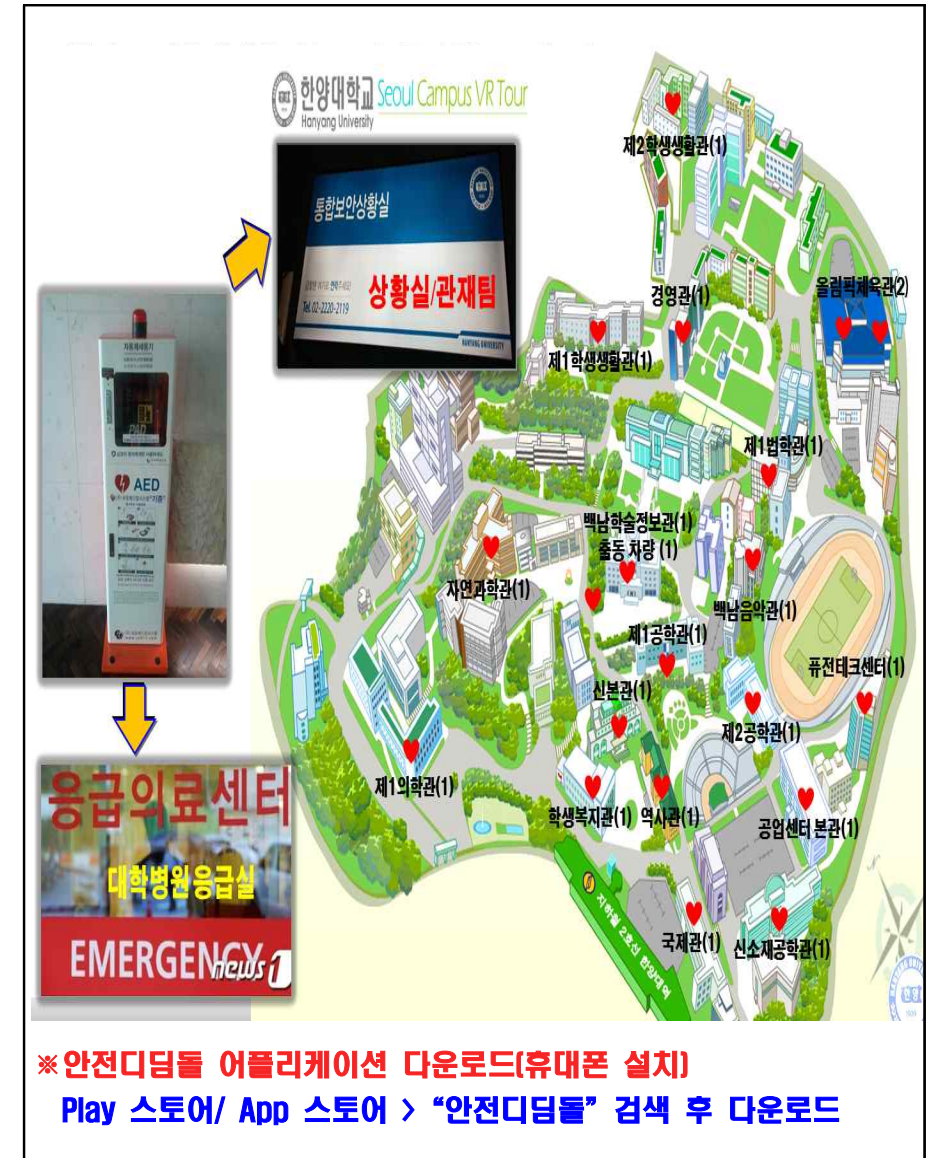 한양대학교 Seoul Campus VR Tour
Hanyang University
통합보안상황실
상황실/관재팀
Tel. 02-2220-2119
HANYANG UNIVERSITY
자동제세동기
AED
응급의료센터
대학병원응급실
EMERGENCY
news1
제2학생생활관(1)
경영관(1)
올림픽체육관(2)
제1학생생활관(1)
제1법학관(1)
백남학술정보관(1)
출동 차량 (1)
자연과학관(1)
백남음악관(1)
제1공학관(1)
퓨전테크센터(1)
신본관(1)
제2공학관(1)
제1의학관(1)
학생복지관(1)
역사관(1)
공업센터 본관(1)
국제관(1)
신소재공학관(1)
지하철 2호선 한양대역
※안전디딤돌 어플리케이션 다운로드(휴대폰 설치)
Play 스토어/ App 스토어 > “안전디딤돌” 검색 후 다운로드